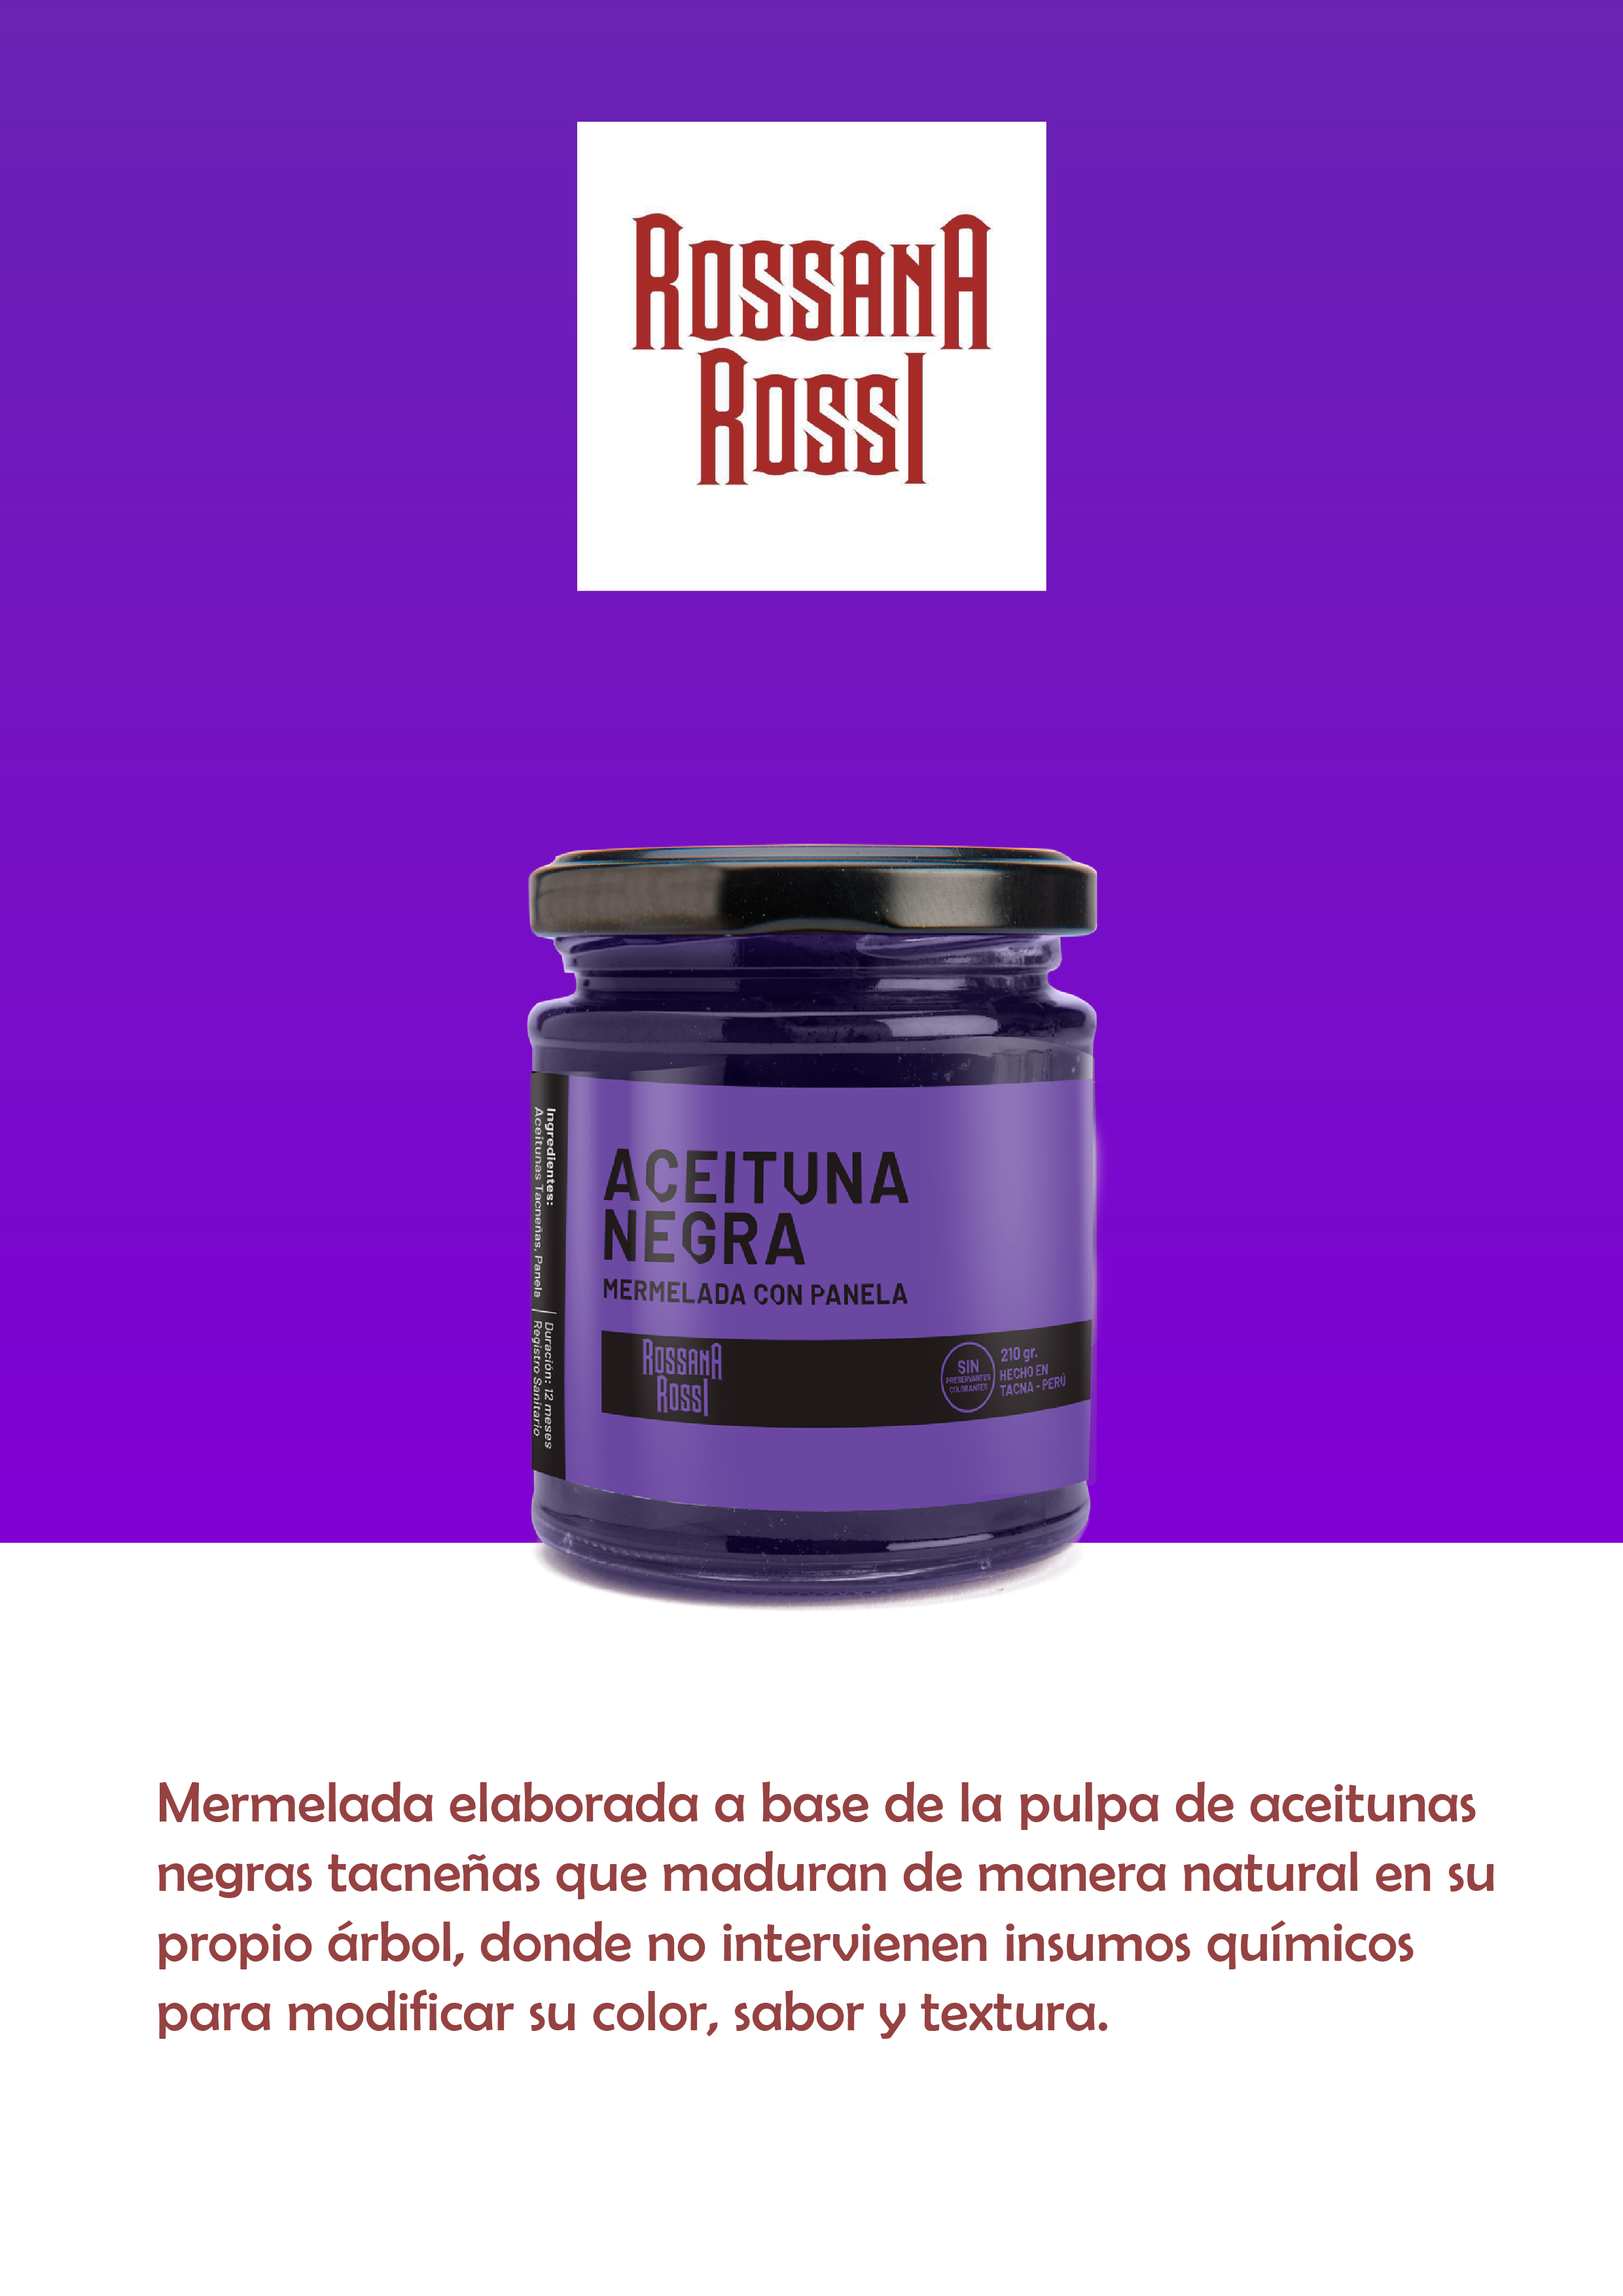 ROSSANA
ROSSI
ACEITUNA
NEGRA
MERMELADA CON PANELA
ROSSANA
ROSSI
SIN
PRESERVANTES
COLORANTES
210 gr.
HECHO EN
TACNA - PERÚ
Ingredientes:
Aceitunas Tacneñas, Panela
Duración: 12 meses
Registro Sanitario
Mermelada elaborada a base de la pulpa de aceitunas
negras tacneñas que maduran de manera natural en su
propio árbol, donde no intervienen insumos químicos
para modificar su color, sabor y textura.